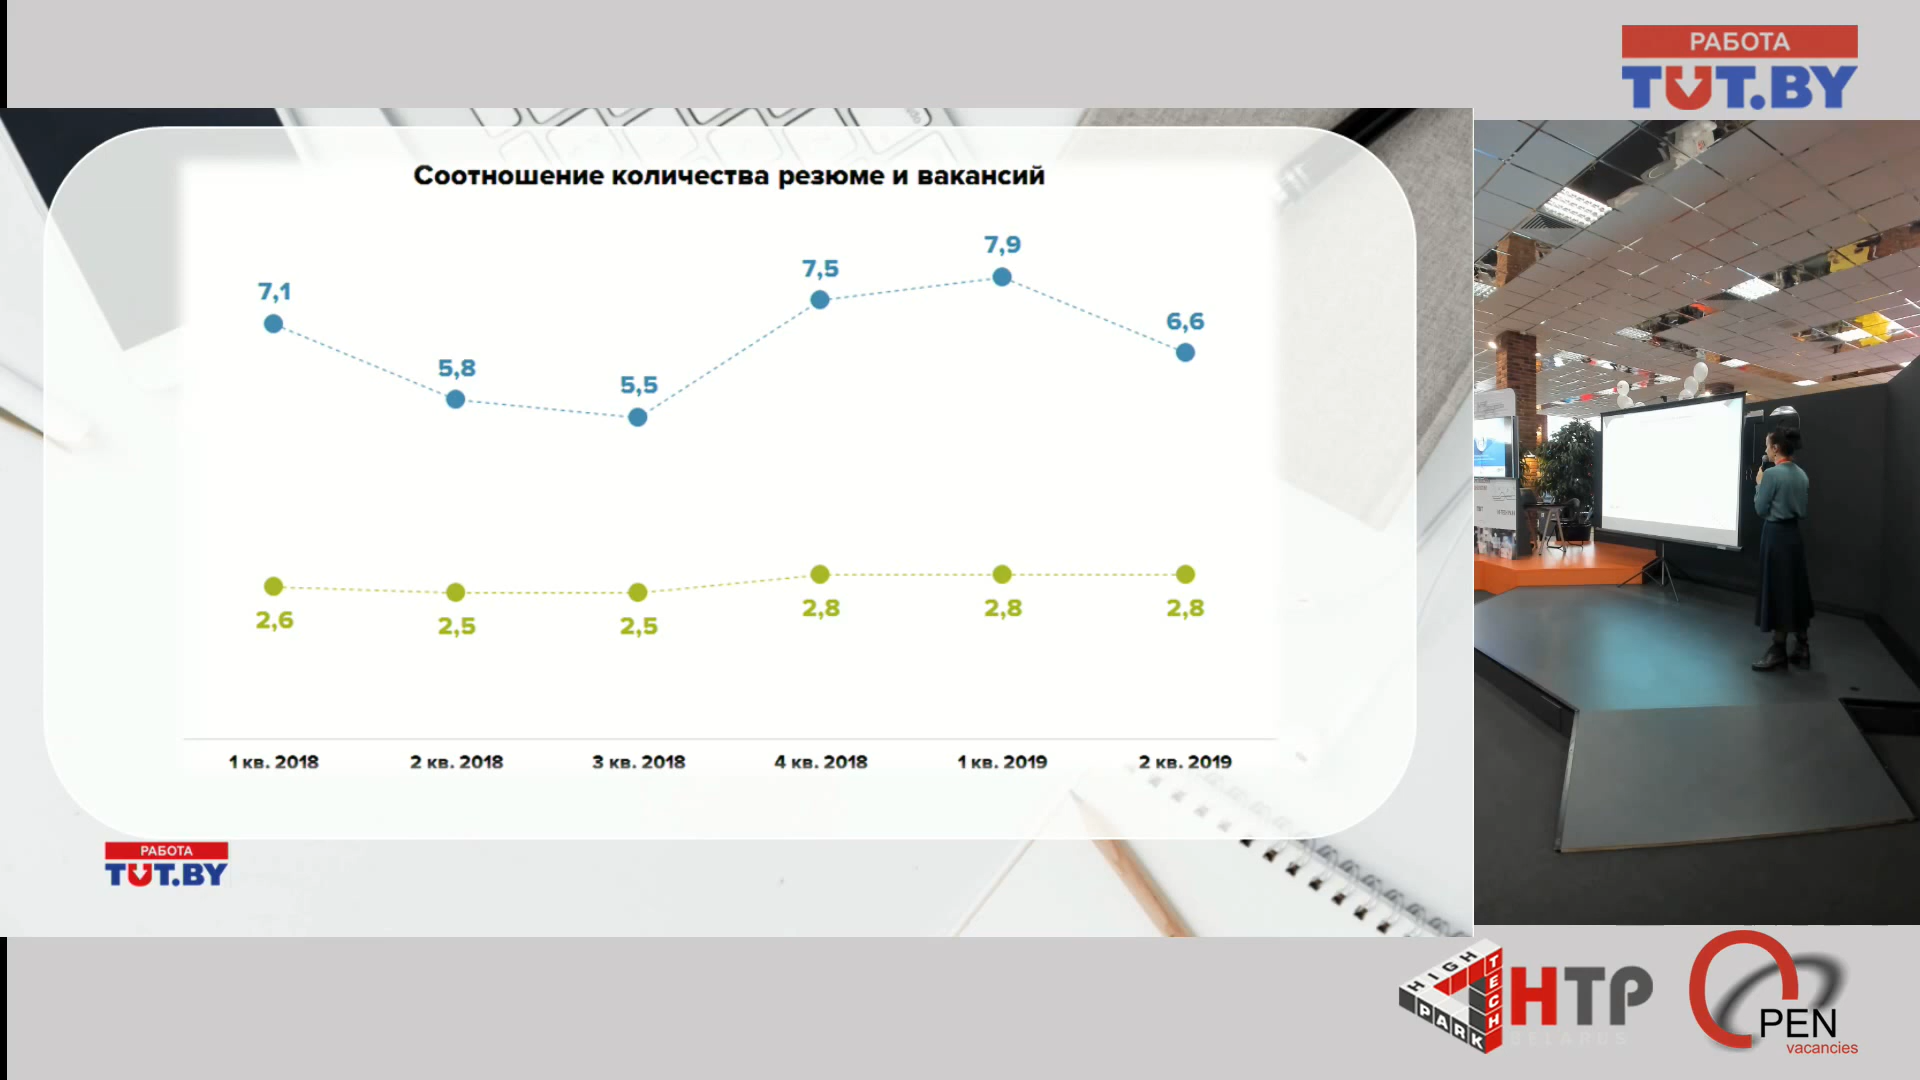 РАБОТА
TUT.BY
Соотношение количества резюме и вакансий
7,1
5,8
5,5
7,5
7,9
6,6
2,6
2,5
2,5
2,8
2,8
2,8
1 кв. 2018
2 кв. 2018
3 кв. 2018
4 кв. 2018
1 кв. 2019
2 кв. 2019
РАБОТА
TUT.BY
HIGH
TECH
PARK
HTP
BELARUS
OPEN
vacancies